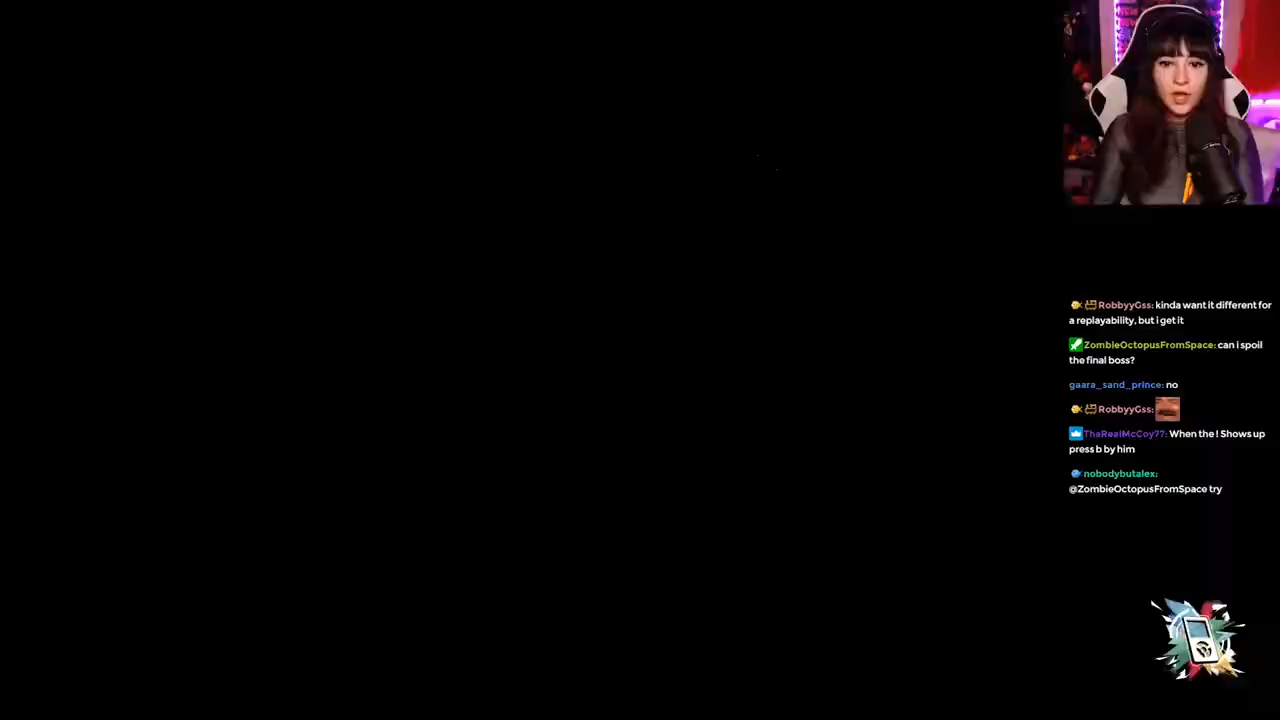 RobbyyGss: kinda want it different for
a replayability, but i get it
ZombieOctopusFromSpace: can i spoil
the final boss?
gaara_sand_prince: no
RobbyyGss:
ThaRealMcCoy77: When the ! Shows up
press b by him
nobodybutalex:
@ZombieOctopusFromSpace try